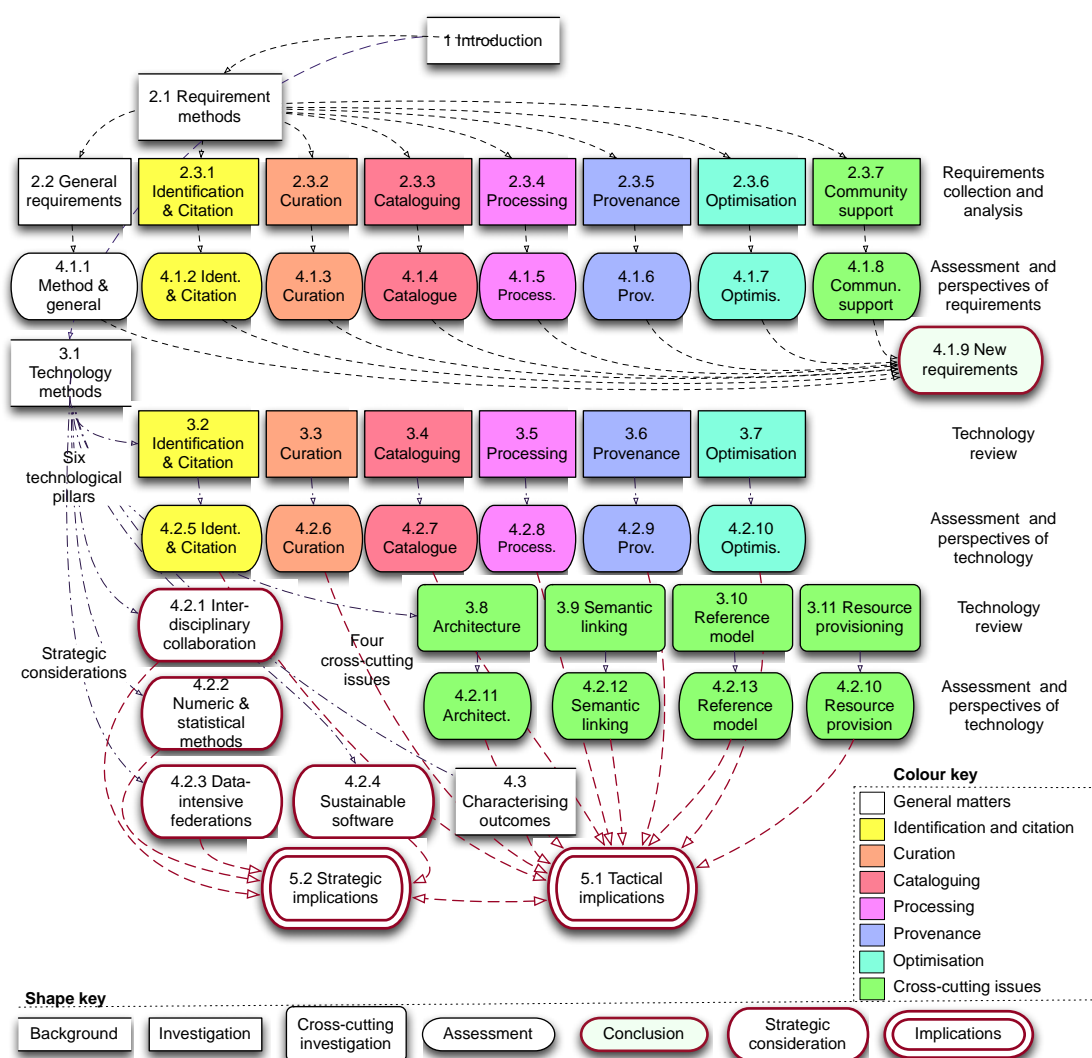 1 Introduction
2.1 Requirement
methods
2.2 General
requirements
2.3.1
Identification
& Citation
2.3.2
Curation
2.3.3
Cataloguing
2.3.4
Processing
2.3.5
Provenance
2.3.6
Optimisation
2.3.7
Community
support
Requirements
collection and
analysis
4.1.1
Method &
general
4.1.2 Ident.
& Citation
4.1.3
Curation
4.1.4
Catalogue
4.1.5
Process.
4.1.6
Prov.
4.1.7
Optimis.
4.1.8
Commun.
support
Assessment and
perspectives of
requirements
4.1.9 New
requirements
3.1
Technology
methods
3.2
Identification
& Citation
3.3
Curation
3.4
Cataloguing
3.5
Processing
3.6
Provenance
3.7
Optimisation
Technology
review
Six
technological
pillars
4.2.5 Ident.
& Citation
4.2.6
Curation
4.2.7
Catalogue
4.2.8
Process.
4.2.9
Prov.
4.2.10
Optimis.
Assessment and
perspectives of
technology
4.2.1 Inter-
disciplinary
collaboration
Four
cross-cutting
issues
3.8
Architecture
3.9 Semantic
linking
3.10
Reference
model
3.11 Resource
provisioning
Technology
review
Strategic
considerations
4.2.2
Numeric &
statistical
methods
4.2.11
Architect.
4.2.12
Semantic
linking
4.2.13
Reference
model
4.2.10
Resource
provision
Assessment and
perspectives of
technology
4.2.3 Data-
intensive
federations
4.2.4
Sustainable
software
4.3
Characterising
outcomes
5.2 Strategic
implications
5.1 Tactical
implications
Colour key
General matters
Identification and citation
Curation
Cataloguing
Processing
Provenance
Optimisation
Cross-cutting issues
Shape key
Background
Investigation
Cross-cutting
investigation
Assessment
Conclusion
Strategic
consideration
Implications